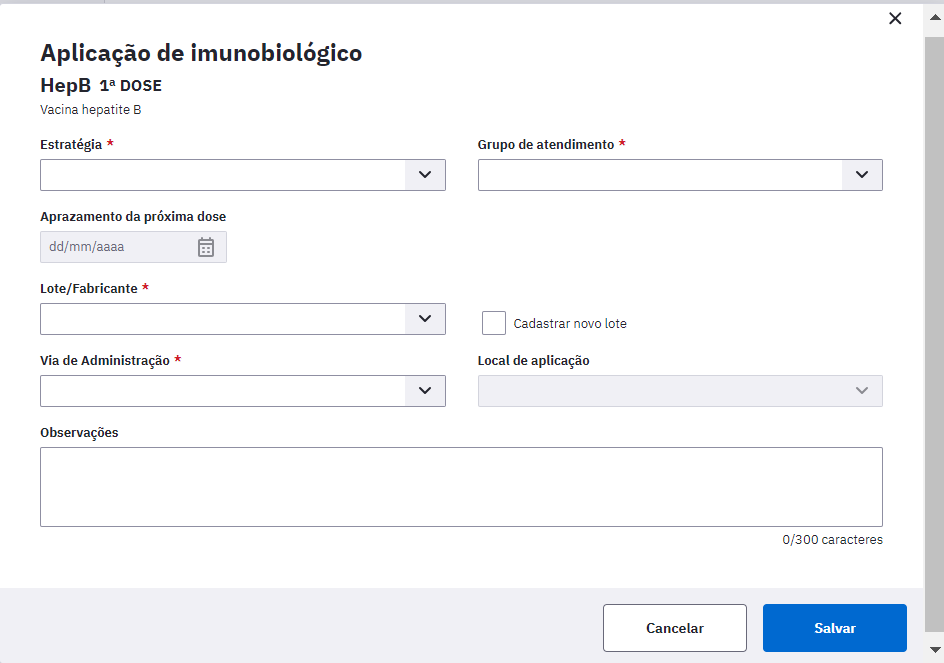 Aplicação de imunobiológico
HepB 1ª DOSE
Vacina hepatite B
Estratégia *
Grupo de atendimento *
Aprazamento da próxima dose
dd/mm/aaaa
Lote/Fabricante *
Cadastrar novo lote
Via de Administração *
Local de aplicação
Observações
0/300 caracteres
Cancelar
Salvar